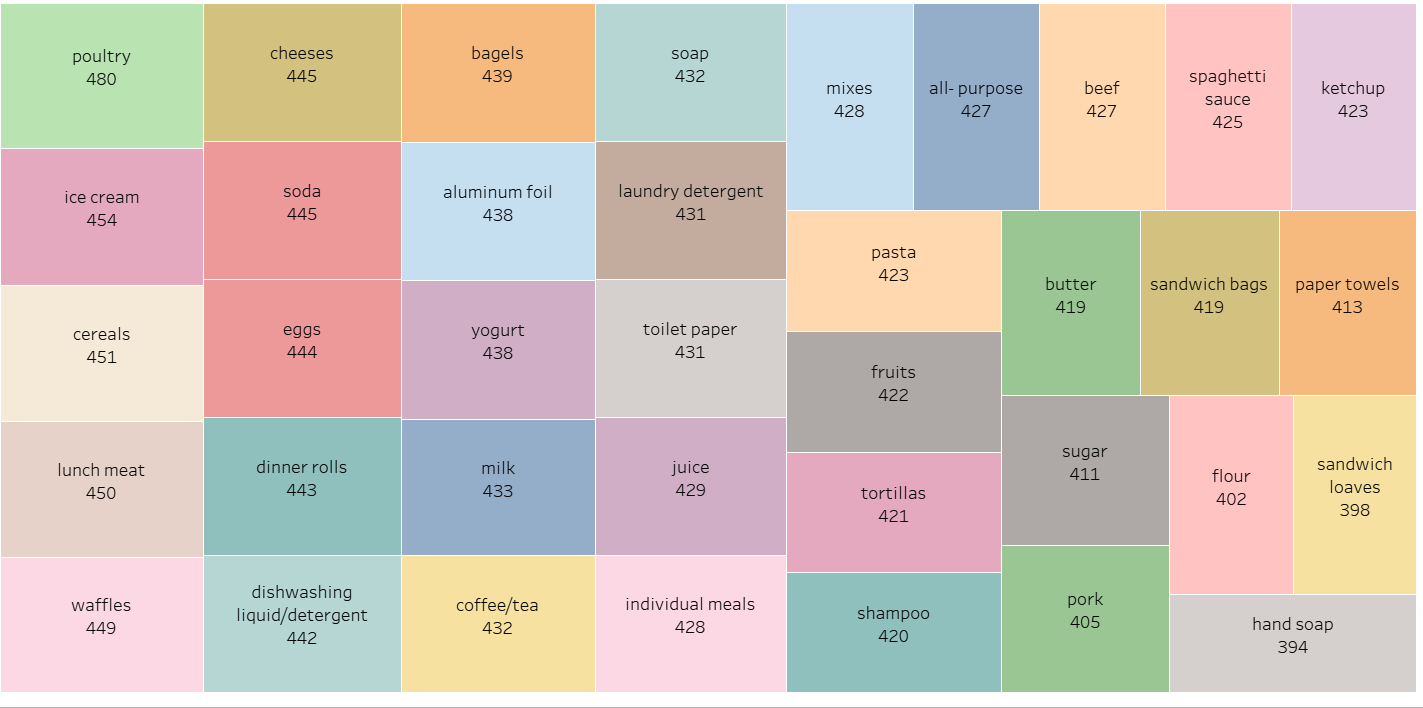 poultry
480
cheeses
445
bagels
439
soap
432
mixes
428
all- purpose
427
beef
427
spaghetti
sauce
425
ketchup
423
ice cream
454
soda
445
aluminum foil
438
laundry detergent
431
pasta
423
butter
419
sandwich bags
419
paper towels
413
cereals
451
eggs
444
yogurt
438
toilet paper
431
fruits
422
lunch meat
450
dinner rolls
443
milk
433
juice
429
tortillas
421
sugar
411
flour
402
sandwich
loaves
398
waffles
449
dishwashing
liquid/detergent
442
coffee/tea
432
individual meals
428
shampoo
420
pork
405
hand soap
394